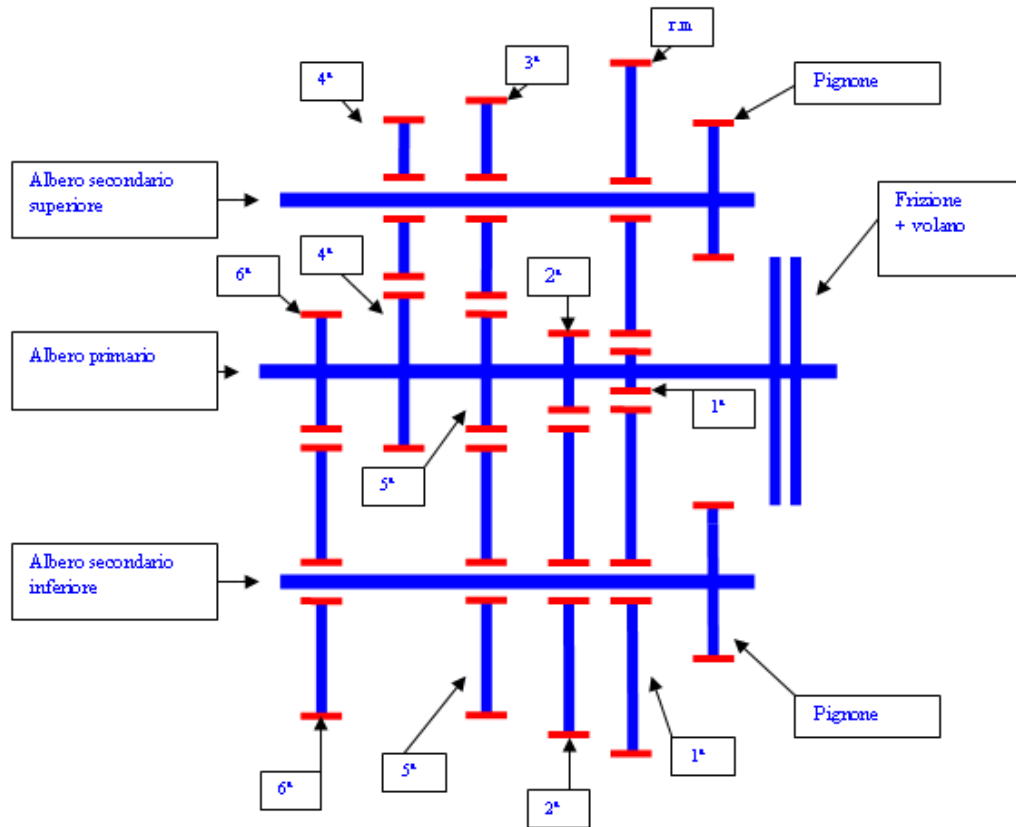 r.m
3ª
4ª
Pignone
Albero secondario
superiore
Frizione
+ volano
4ª
6ª
2ª
Albero primario
1ª
5ª
Albero secondario
inferiore
Pignone
1ª
5ª
6ª
2ª